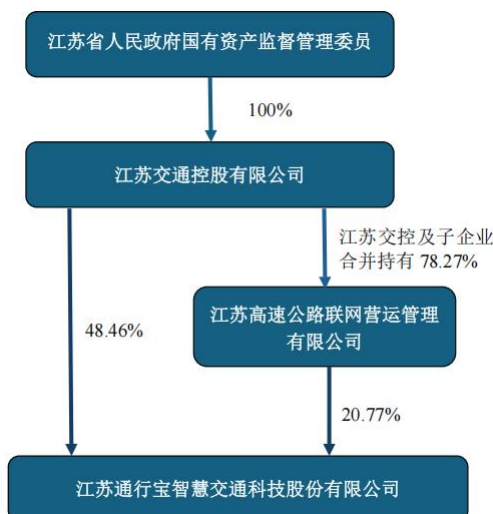 江苏省人民政府国有资产监督管理委员
100%
江苏交通控股有限公司
江苏交控及子企业
合并持有 78.27%
48.46%
江苏高速公路联网营运管理
有限公司
20.77%
江苏通行宝智慧交通科技股份有限公司